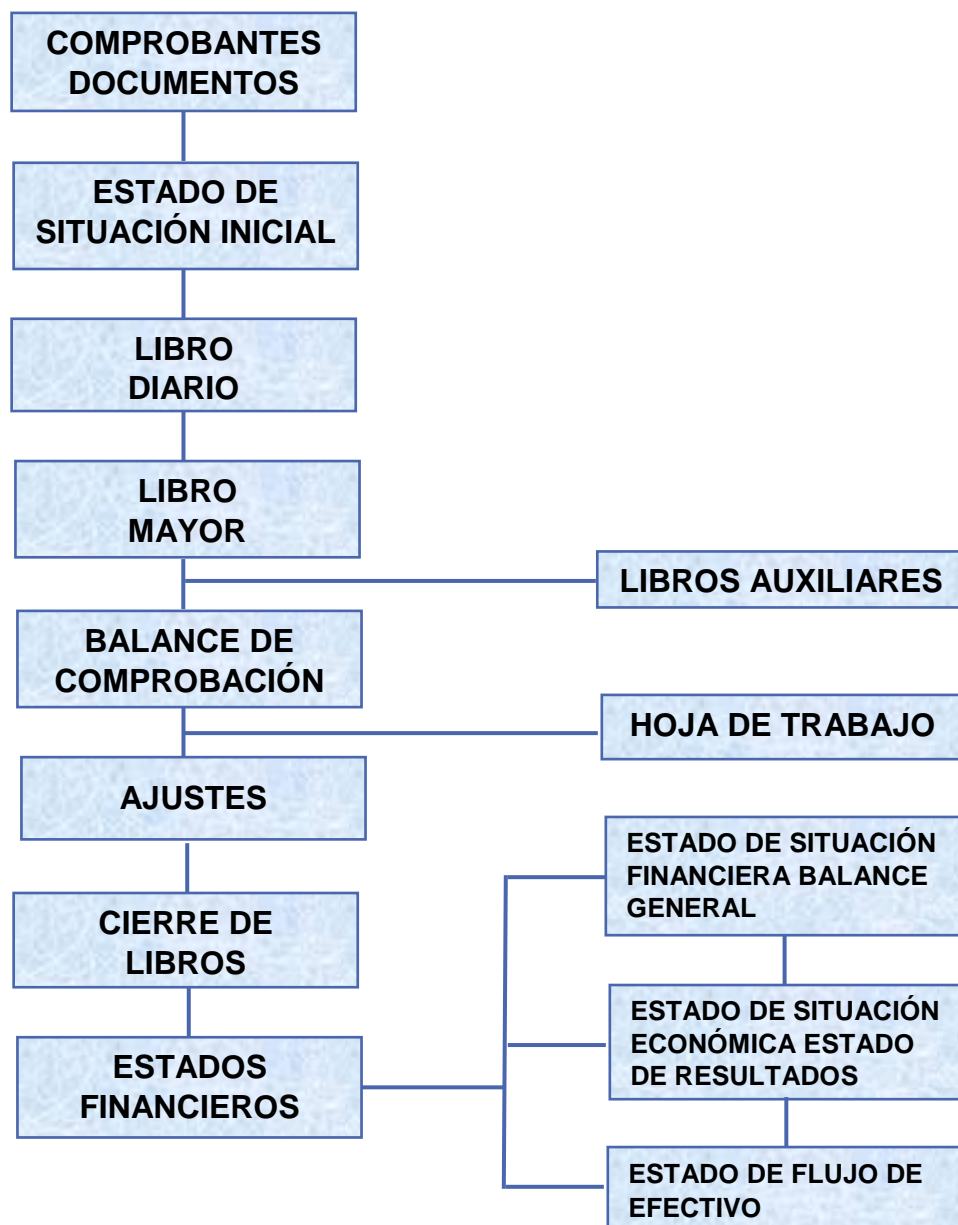 COMPROBANTES
DOCUMENTOS
ESTADO DE
SITUACIÓN INICIAL
LIBRO
DIARIO
LIBRO
MAYOR
LIBROS AUXILIARES
BALANCE DE
COMPROBACIÓN
HOJA DE TRABAJO
AJUSTES
CIERRE DE
LIBROS
ESTADOS
FINANCIEROS
ESTADO DE SITUACIÓN
FINANCIERA BALANCE
GENERAL
ESTADO DE SITUACIÓN
ECONÓMICA ESTADO
DE RESULTADOS
ESTADO DE FLUJO DE
EFECTIVO